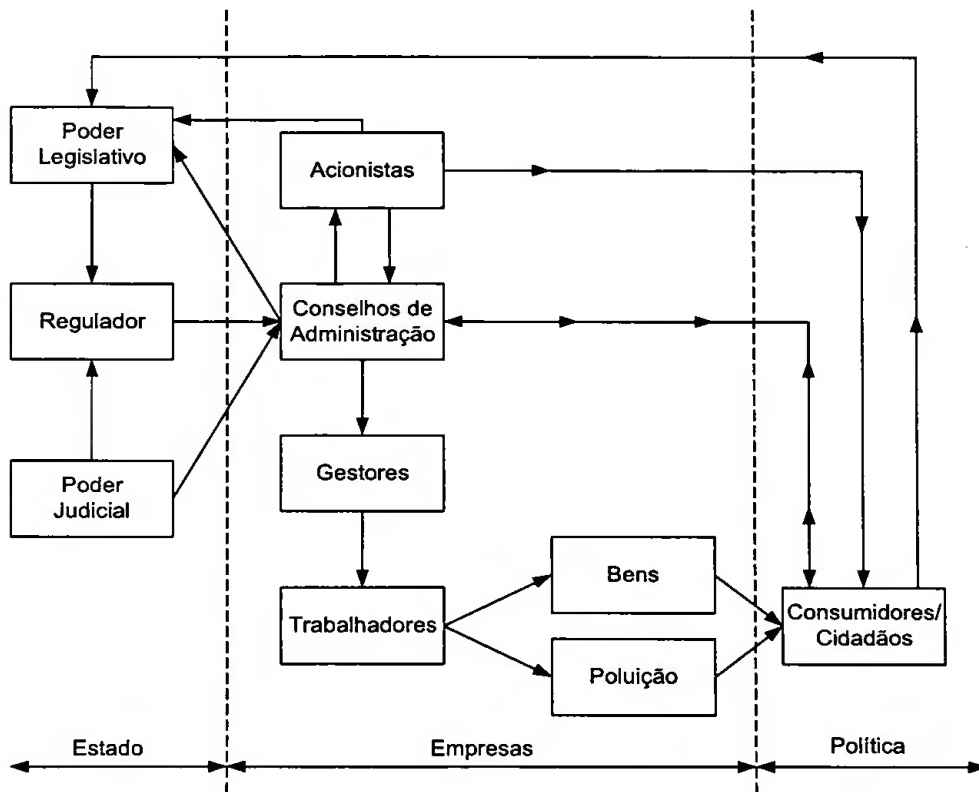 Poder
Legislativo
Acionistas
Regulador
Conselhos de
Administração
Poder
Judicial
Gestores
Trabalhadores
Bens
Poluição
Consumidores/
Cidadãos
Estado
Empresas
Política